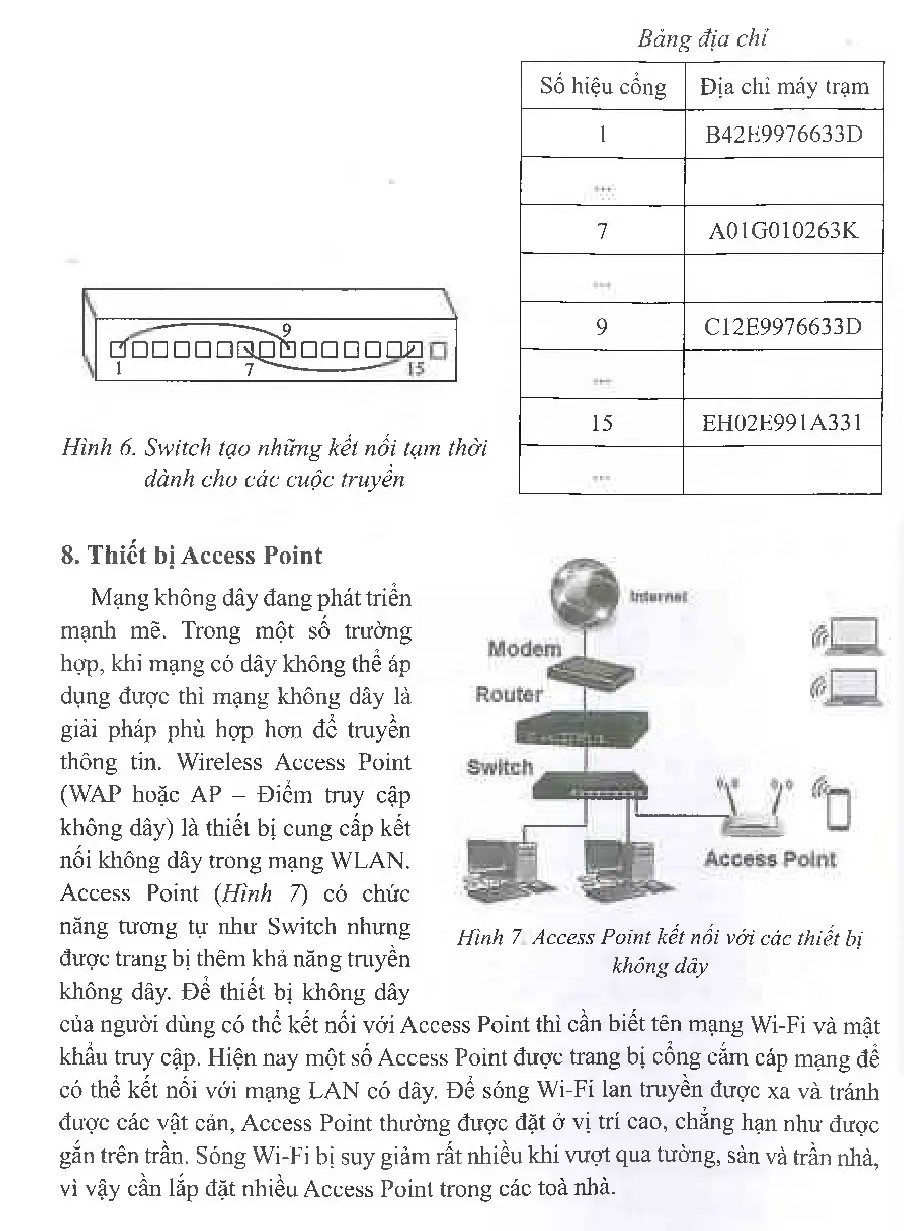 Bảng địa chỉ
Số hiệu cổng Địa chỉ máy trạm
1 B42E9976633D
...
7 A01G010263K
...
9 C12E9976633D
...
15 EH02E991A331
...
9
1 7 15
Hình 6. Switch tạo những kết nối tạm thời
dành cho các cuộc truyền
8. Thiết bị Access Point
Mạng không dây đang phát triển
mạnh mẽ. Trong một số trường
hợp, khi mạng có dây không thể áp
dụng được thì mạng không dây là
giải pháp phù hợp hơn để truyền
thông tin. Wireless Access Point
(WAP hoặc AP – Điểm truy cập
không dây) là thiết bị cung cấp kết
nối không dây trong mạng WLAN.
Access Point (Hình 7) có chức
năng tương tự như Switch nhưng
được trang bị thêm khả năng truyền
không dây. Để thiết bị không dây
Internet
Modem
Router
Switch
Access Point
Hình 7. Access Point kết nối với các thiết bị
không dây
của người dùng có thể kết nối với Access Point thì cần biết tên mạng Wi-Fi và mật
khẩu truy cập. Hiện nay một số Access Point được trang bị cổng cắm cáp mạng để
có thể kết nối với mạng LAN có dây. Để sóng Wi-Fi lan truyền được xa và tránh
được các vật cản, Access Point thường được đặt ở vị trí cao, chẳng hạn như được
gắn trên trần. Sóng Wi-Fi bị suy giảm rất nhiều khi vượt qua tường, sàn và trần nhà,
vì vậy cần lắp đặt nhiều Access Point trong các toà nhà.